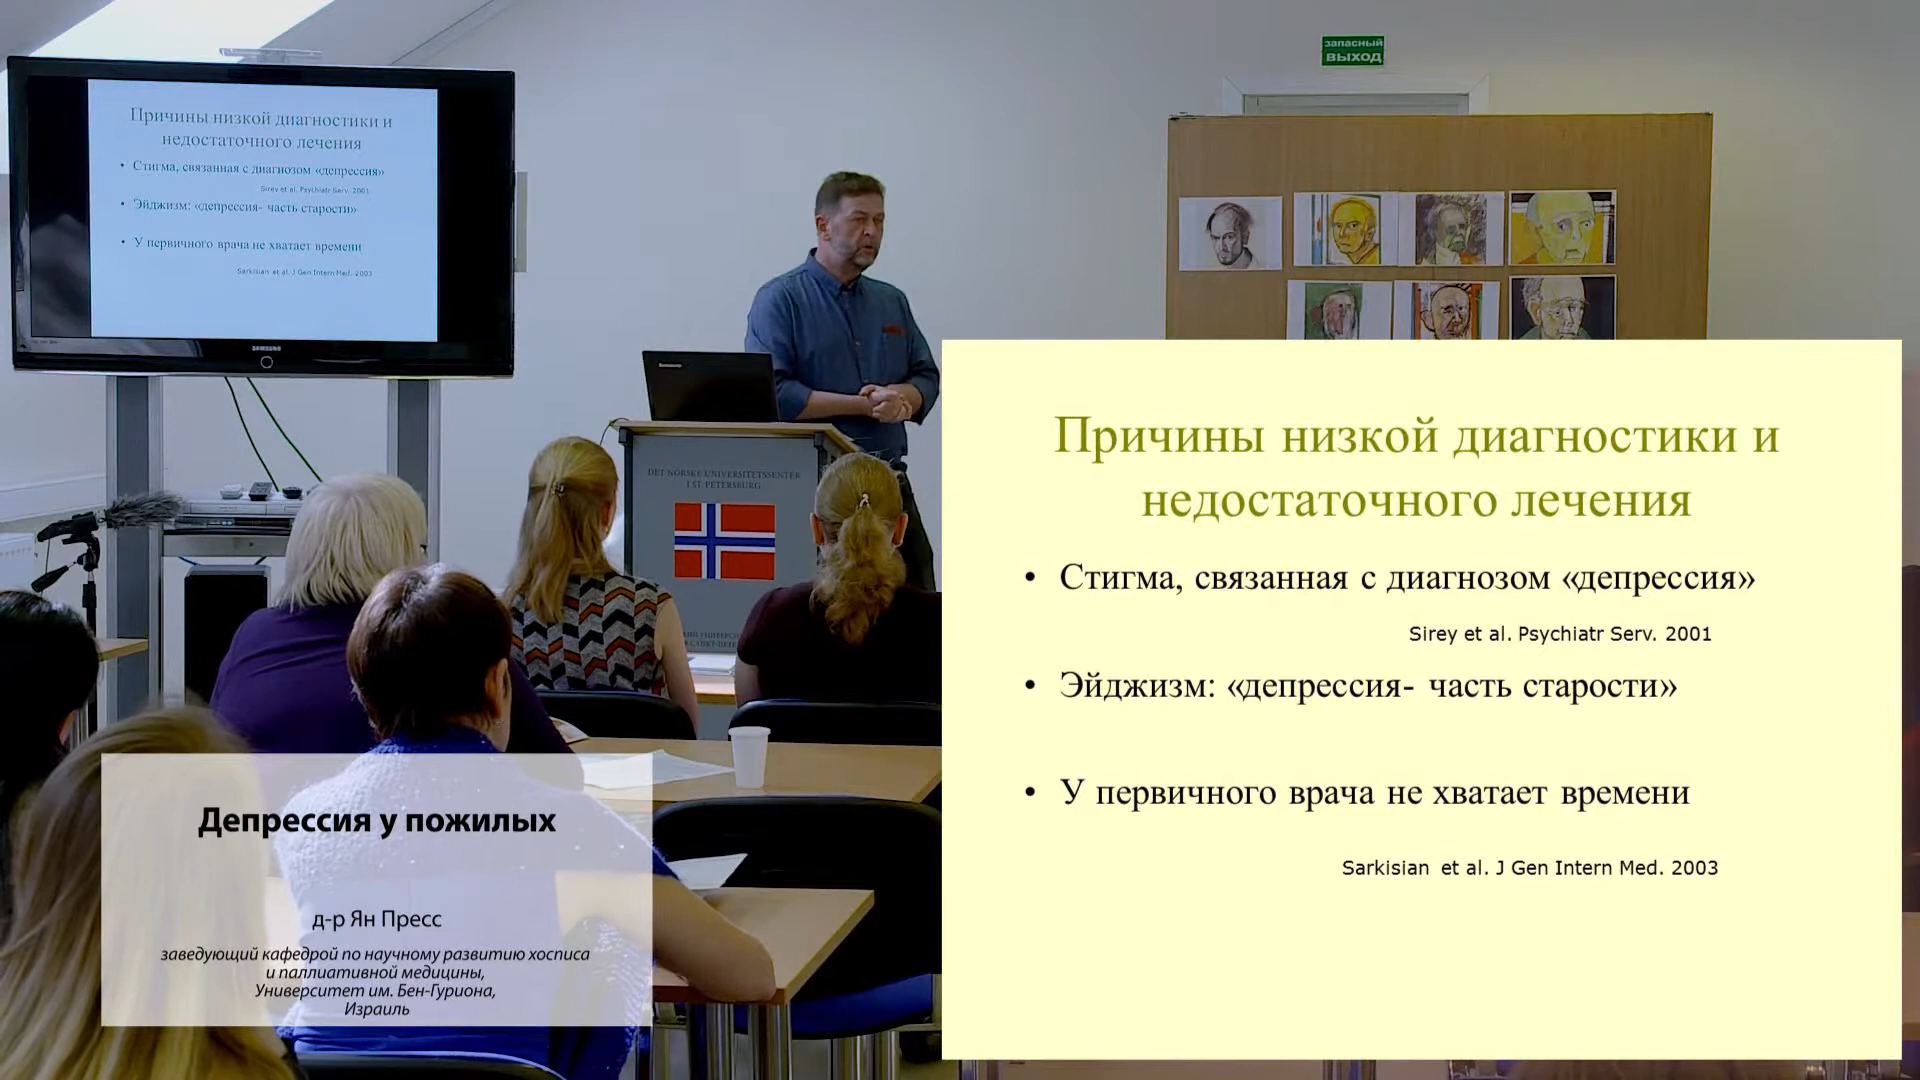 запасный
выход
Причины низкой диагностики и
недостаточного лечения
• Стигма, связанная с диагнозом «депрессия»
Sirey et al. Psychiatr Serv. 2001
• Эйджизм: «депрессия- часть старости»
• У первичного врача не хватает времени
Sarkisian et al. J Gen Intern Med. 2003
SAMSUNG
DET NORSKE UNIVERSITETSSENTER
I ST. PETERSBURG
Причины низкой диагностики и
недостаточного лечения
• Стигма, связанная с диагнозом «депрессия»
Sirey et al. Psychiatr Serv. 2001
• Эйджизм: «депрессия- часть старости»
• У первичного врача не хватает времени
Sarkisian et al. J Gen Intern Med. 2003
Депрессия у пожилых
д-р Ян Пресс
заведующий кафедрой по научному развитию хосписа
и паллиативной медицины,
Университет им. Бен-Гуриона,
Израиль